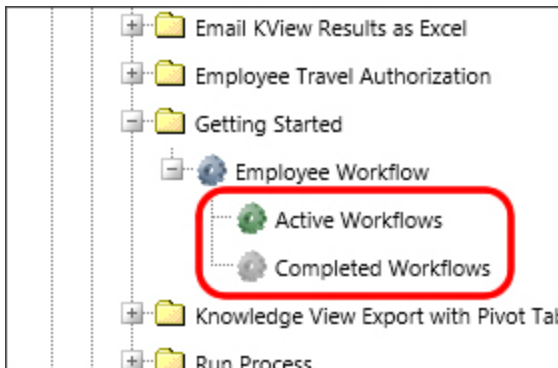 Email KView Results as Excel
Employee Travel Authorization
Getting Started
Employee Workflow
Active Workflows
Completed Workflows
Knowledge View Export with Pivot Tab
Run Process